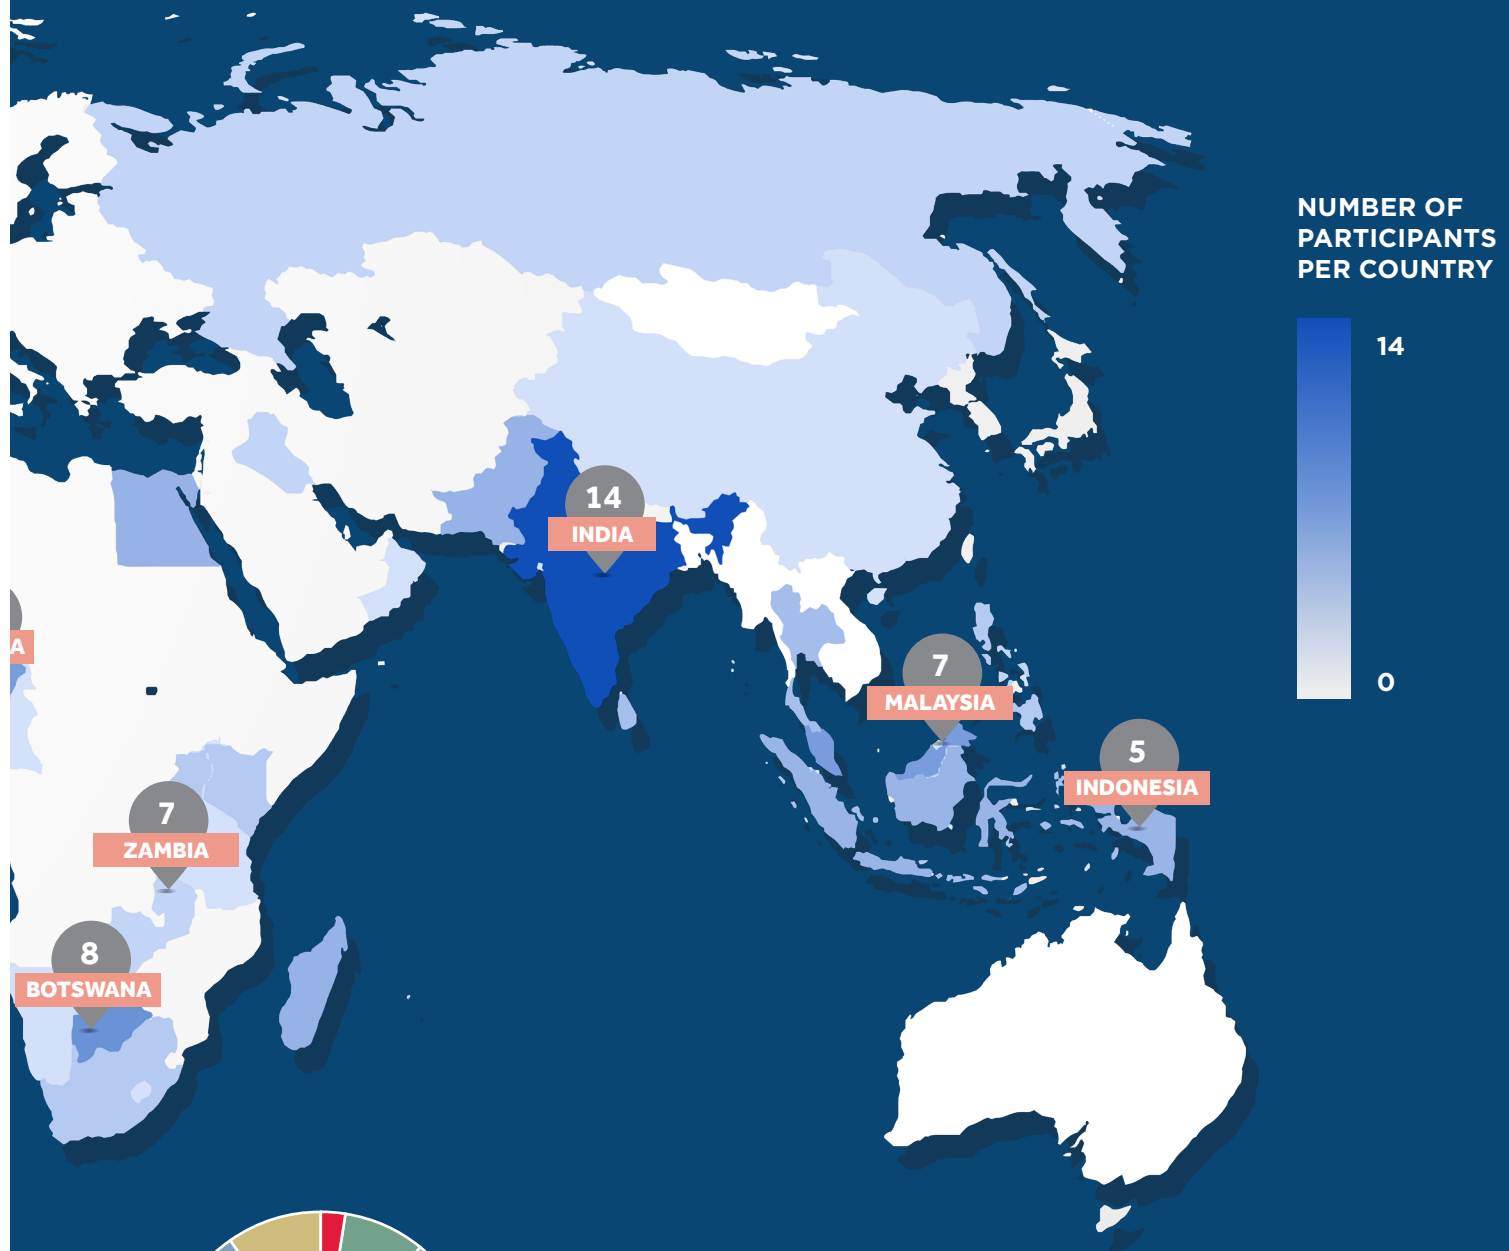 NUMBER OF
PARTICIPANTS
PER COUNTRY
14
0
14
INDIA
A
7
MALAYSIA
5
INDONESIA
7
ZAMBIA
8
BOTSWANA